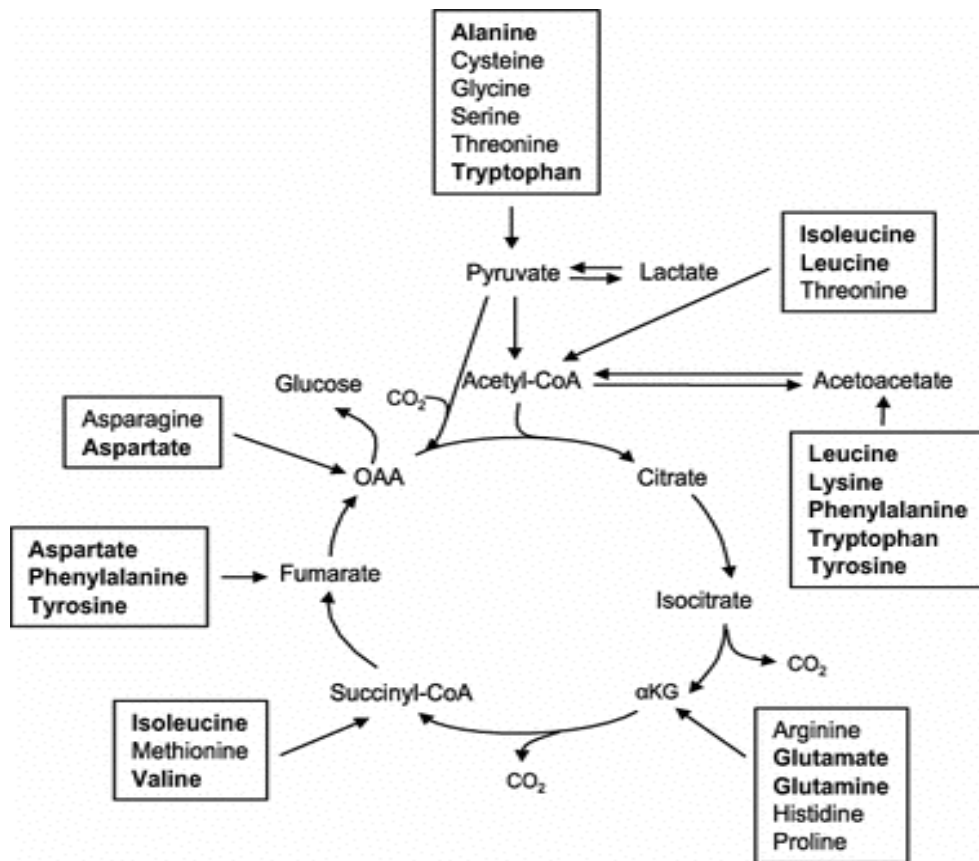 Alanine
Cysteine
Glycine
Serine
Threonine
Tryptophan
Pyruvate
Lactate
Isoleucine
Leucine
Threonine
Glucose
CO₂
Acetyl-CoA
Acetoacetate
Asparagine
Aspartate
OAA
Citrate
Leucine
Lysine
Phenylalanine
Tryptophan
Tyrosine
Aspartate
Phenylalanine
Tyrosine
Fumarate
Isocitrate
CO₂
Succinyl-CoA
αKG
Isoleucine
Methionine
Valine
CO₂
Arginine
Glutamate
Glutamine
Histidine
Proline